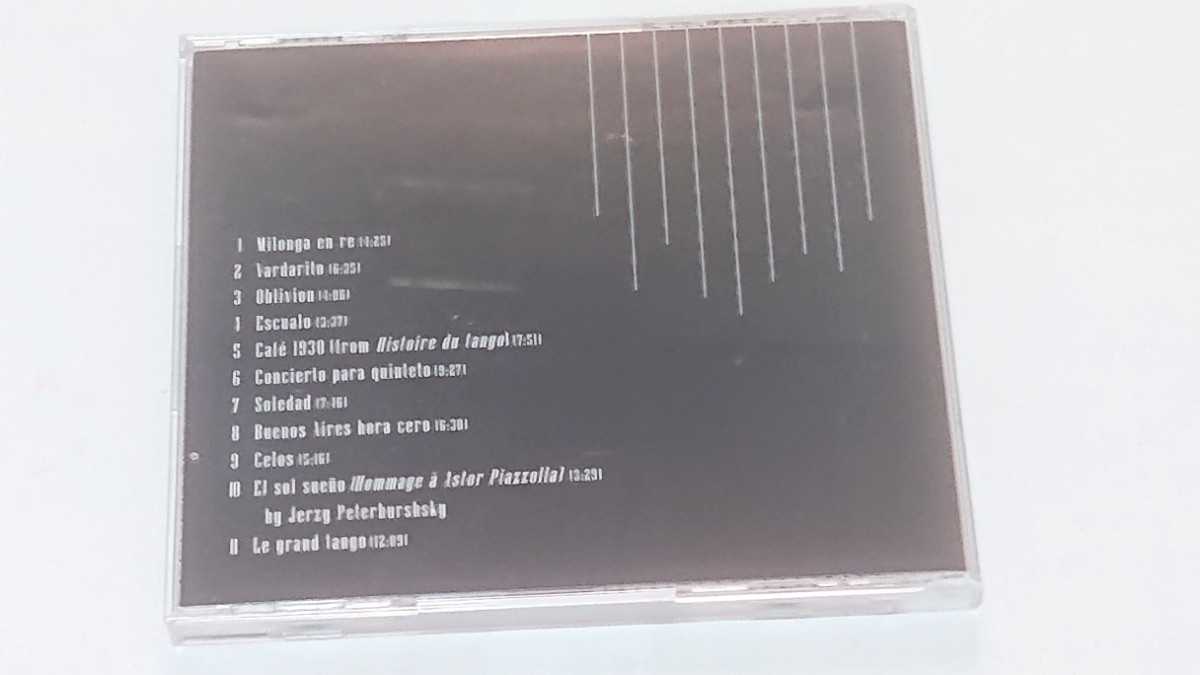 1 Milonga en re (4:25)
2 Vardarito (6:35)
3 Oblivion (4:06)
4 Escualo (3:37)
5 Café 1930 (from Histoire du tango) (7:51)
6 Concierto para quinteto (9:27)
7 Soledad (7:46)
8 Buenos Aires hora cero (6:30)
9 Celos (5:16)
10 El sol sueño (Hommage à Astor Piazzolla) (3:29)
by Jerzy Peterburshsky
11 Le grand tango (12:09)